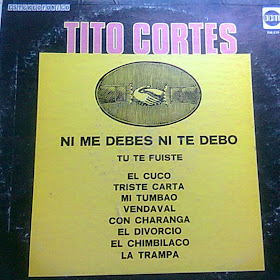 ESTEREOFONICO
TITO CORTES
NI ME DEBES NI TE DEBO
TU TE FUISTE
EL CUCO
TRISTE CARTA
MI TUMBAO
VENDAVAL
CON CHARANGA
EL DIVORCIO
EL CHIMBILACO
LA TRAMPA